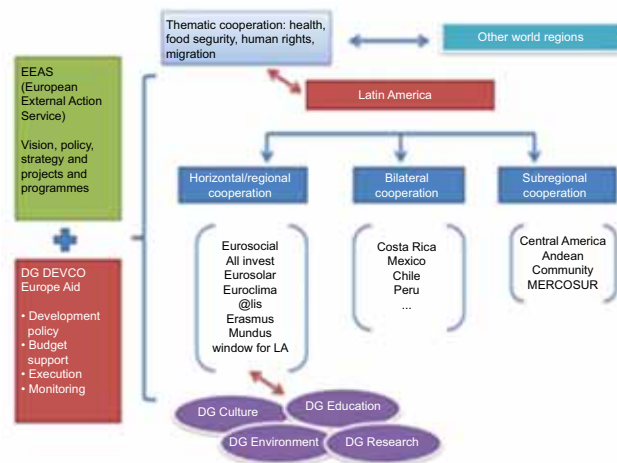 Thematic cooperation: health,
food segurity, human rights,
migration
Other world regions
EEAS
(European
External Action
Service)
Vision, policy,
strategy and
projects and
programmes
Latin America
Horizontal/regional
cooperation
Bilateral
cooperation
Subregional
cooperation
DG DEVCO
Europe Aid
• Development
policy
• Budget
support
• Execution
• Monitoring
Eurosocial
All invest
Eurosolar
Euroclima
@lis
Erasmus
Mundus
window for LA
Costa Rica
Mexico
Chile
Peru
...
Central America
Andean
Community
MERCOSUR
DG Culture
DG Education
DG Environment
DG Research